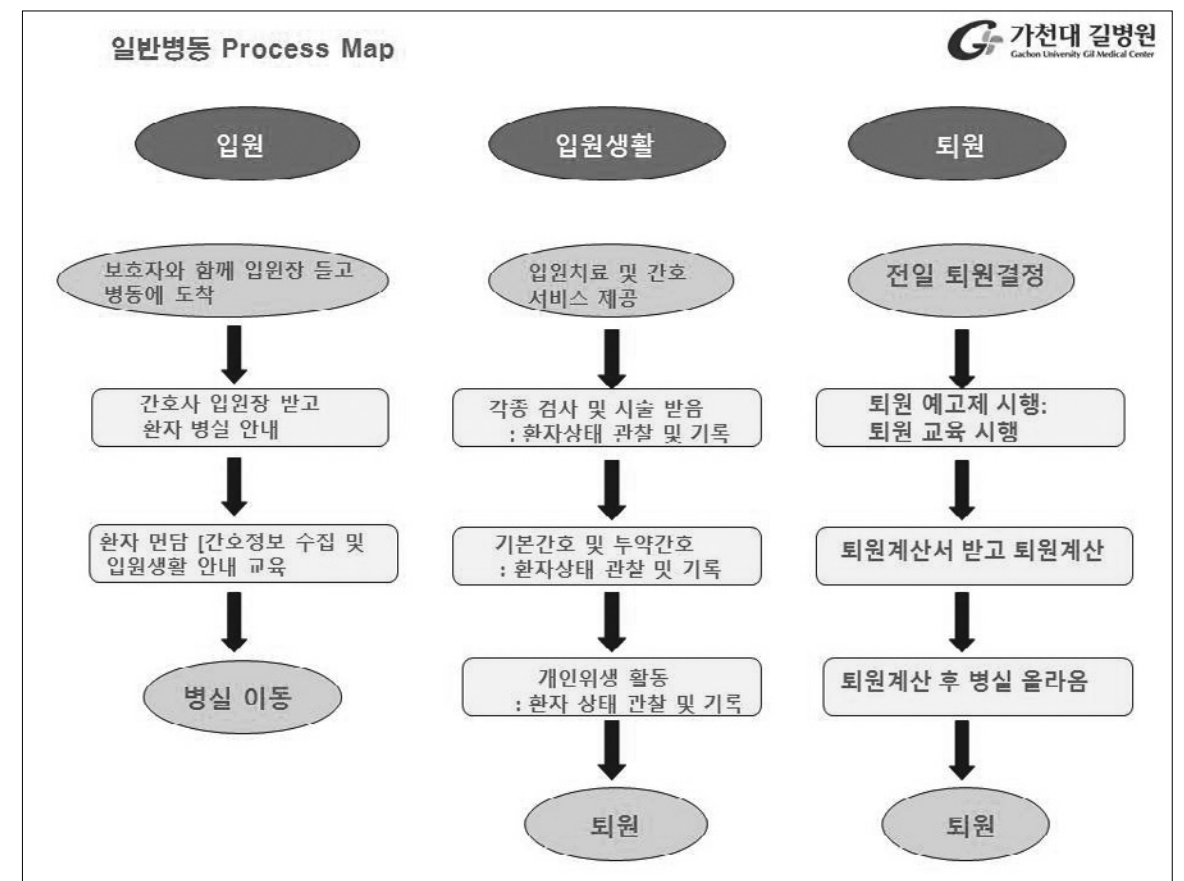 일반병동 Process Map
가천대 길병원
Gachon University Gil Medical Center
입원
보호자와 함께 입원장 듣고
병동에 도착
간호사 입원장 받고
환자 병실 안내
환자 면담 [간호정보 수집 및
입원생활 안내 교육
병실 이동
입원생활
입원치료 및 간호
서비스 제공
각종 검사 및 시술 받음
: 환자상태 관찰 및 기록
기본간호 및 투약간호
: 환자상태 관찰 및 기록
개인위생 활동
: 환자 상태 관찰 및 기록
퇴원
퇴원
전일 퇴원결정
퇴원 예고제 시행:
퇴원 교육 시행
퇴원계산서 받고 퇴원계산
퇴원계산 후 병실 올라옴
퇴원